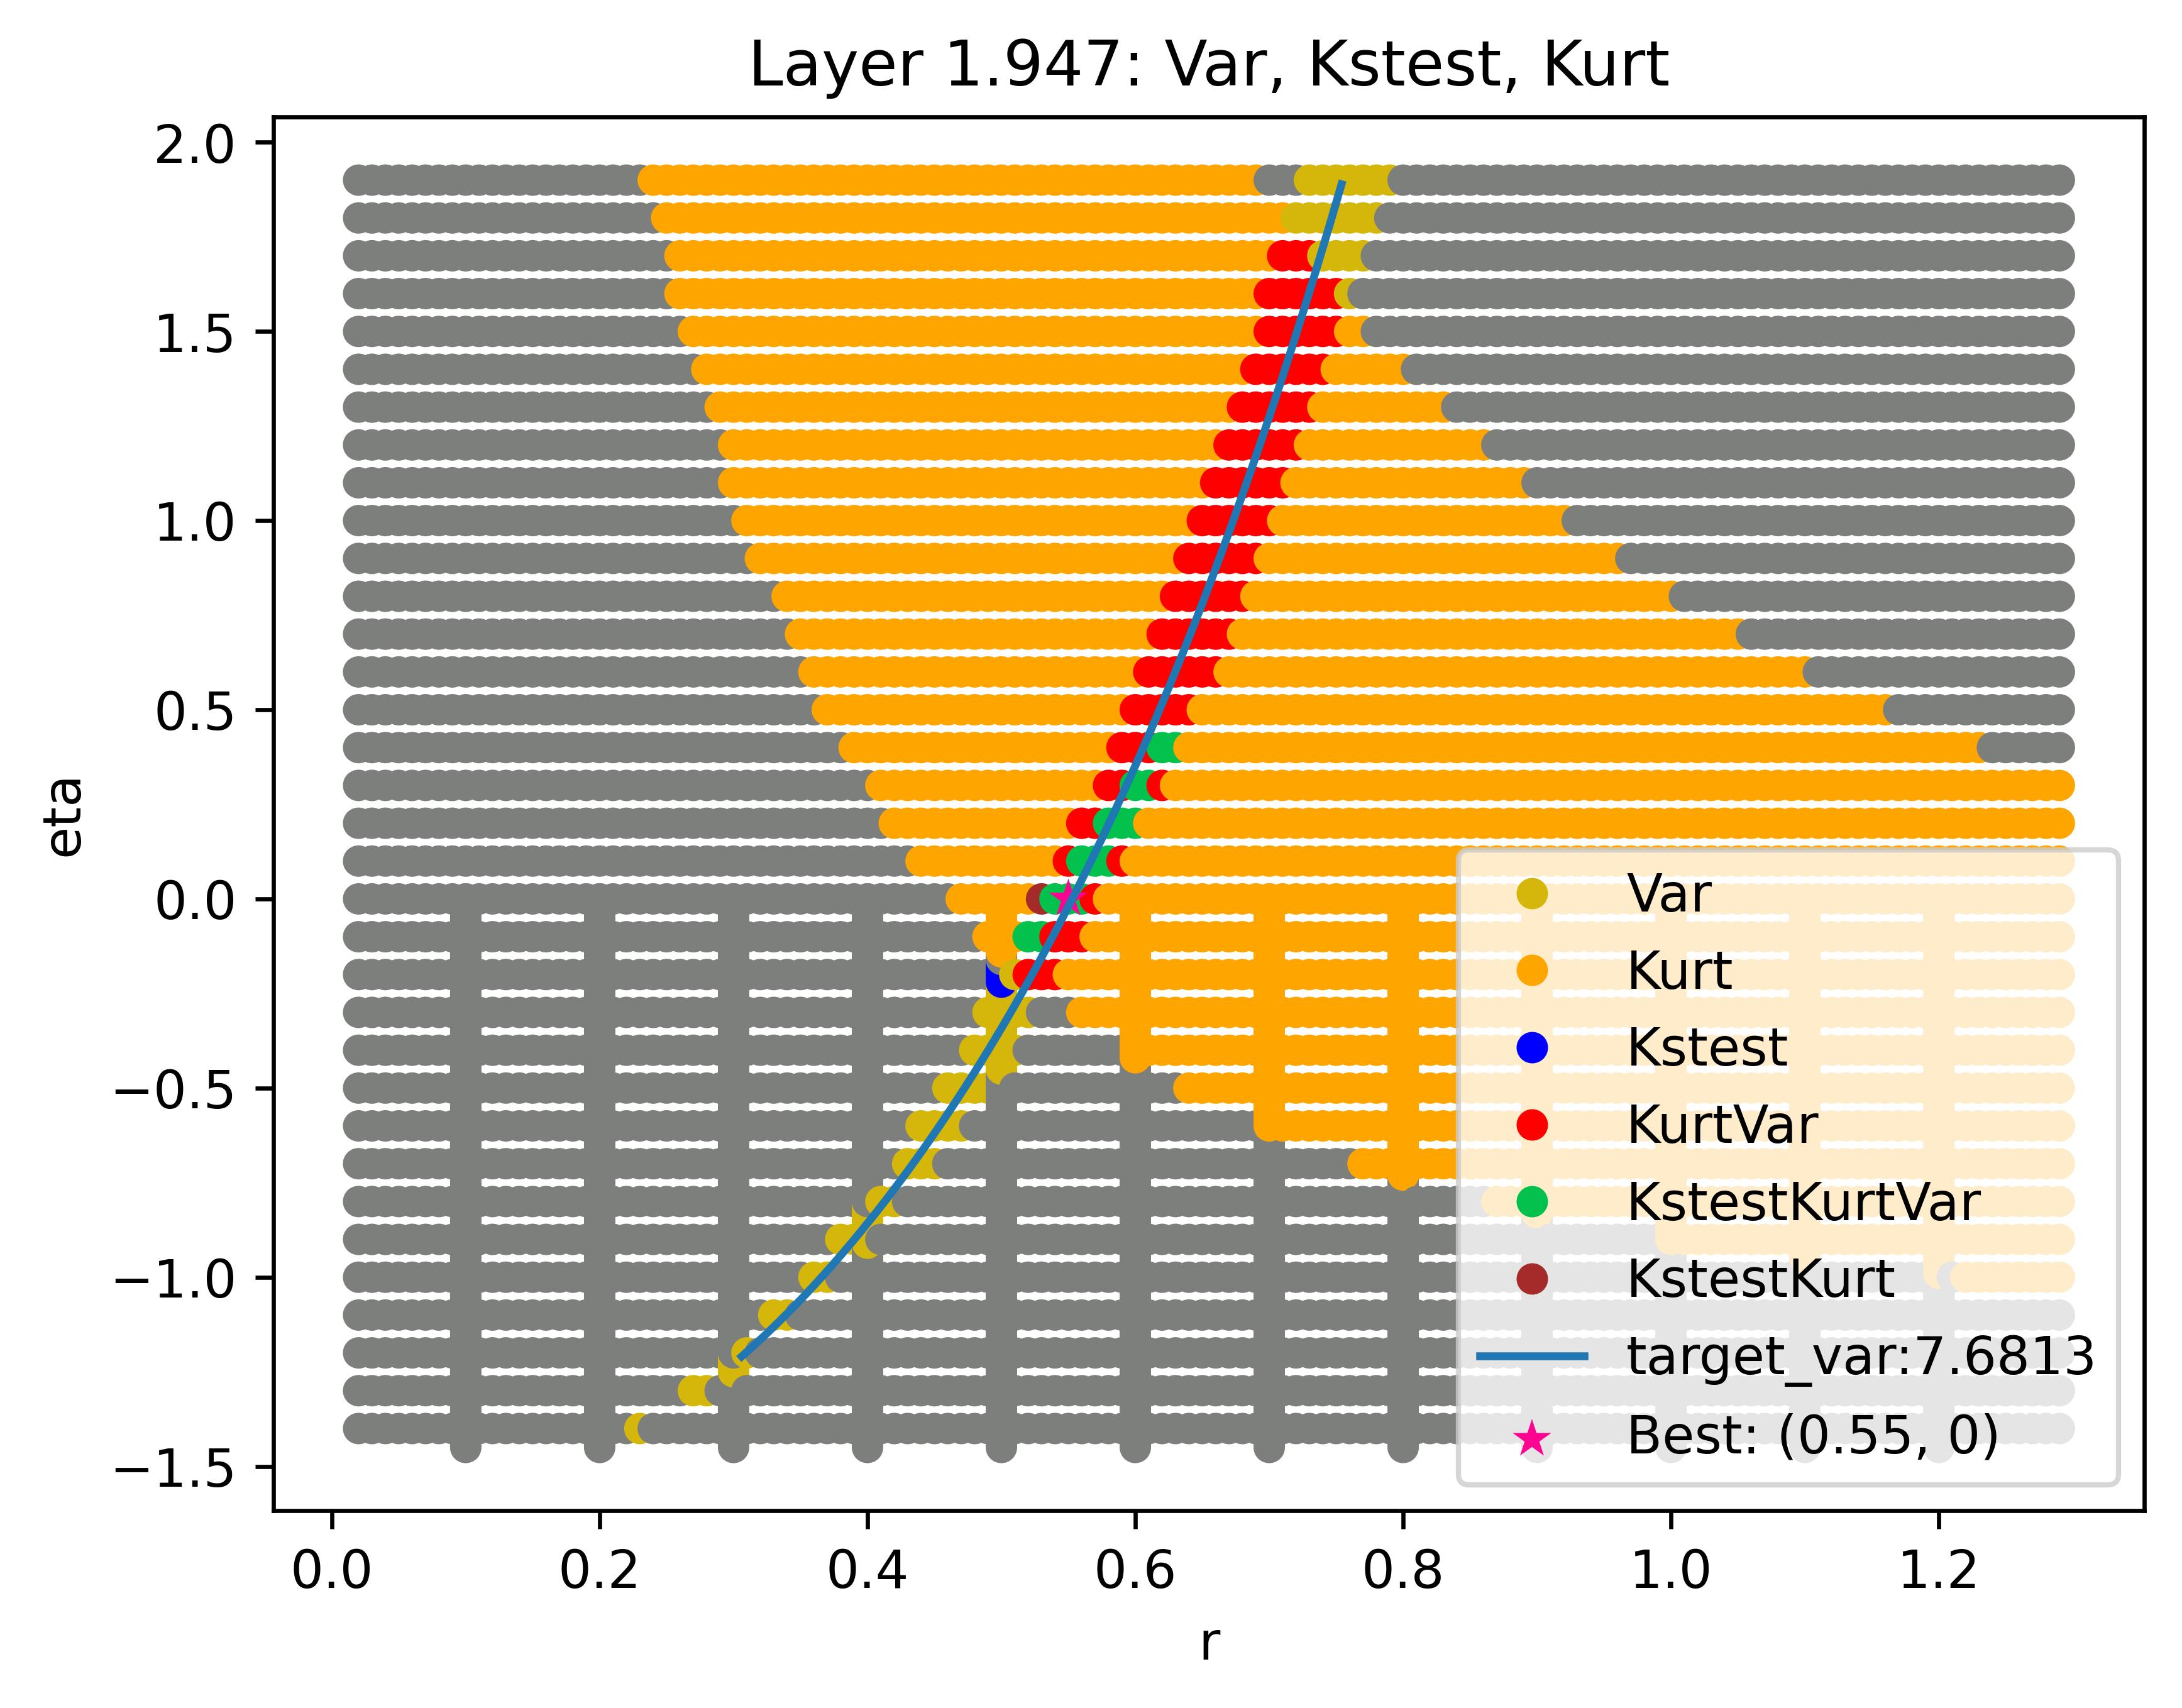 Layer 1.947: Var, Kstest, Kurt
2.0
1.5
1.0
0.5
0.0
−0.5
−1.0
−1.5
eta
Var
Kurt
Kstest
KurtVar
KstestKurtVar
KstestKurt
target_var:7.6813
Best: (0.55, 0)
0.0 0.2 0.4 0.6 0.8 1.0 1.2
r